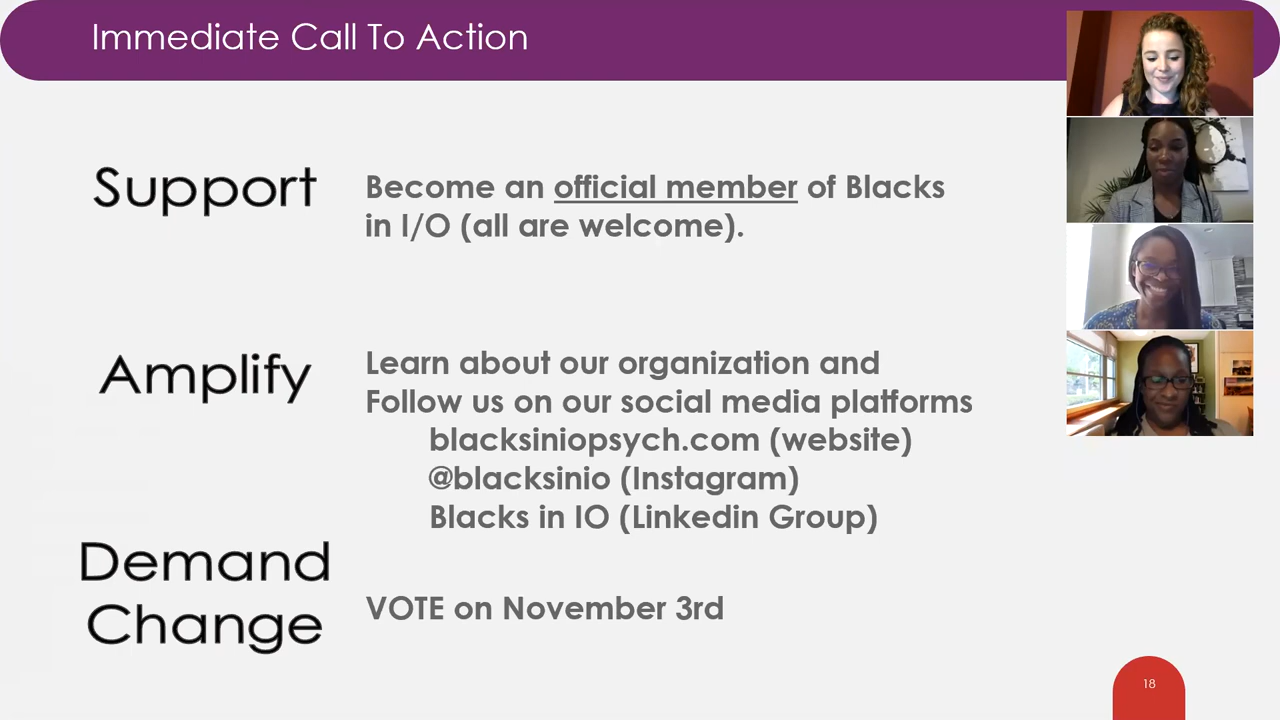 Immediate Call To Action
Support
Become an official member of Blacks
in I/O (all are welcome).
Amplify
Learn about our organization and
Follow us on our social media platforms
blacksiniopsych.com (website)
@blacksinio (Instagram)
Blacks in IO (Linkedin Group)
Demand
Change
VOTE on November 3rd
18